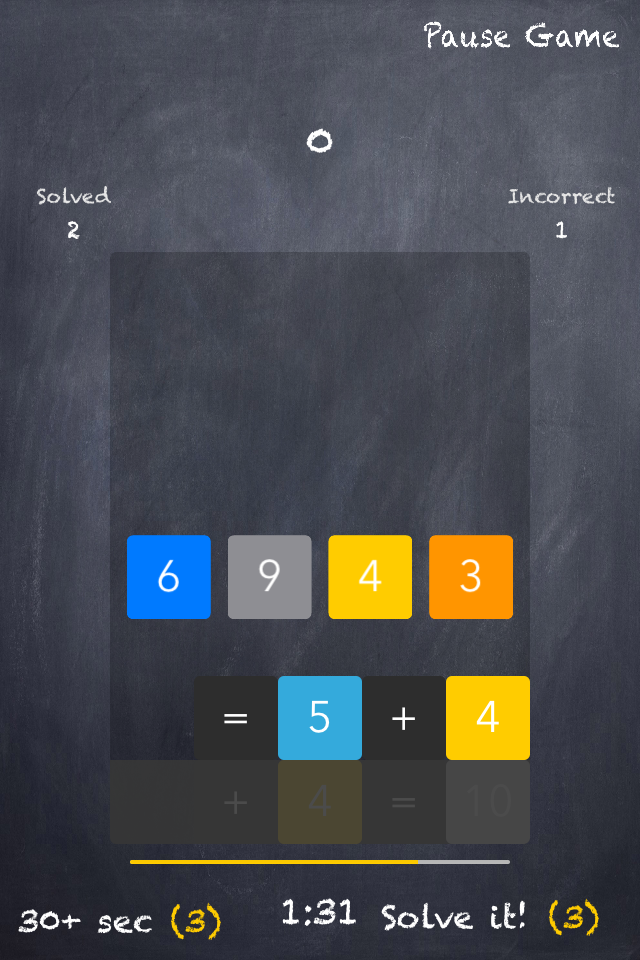 Pause Game
0
Solved Incorrect
2 1
6 9 4 3
= 5 + 4
+ 4 = 10
30+ sec (3) 1:31 Solve it! (3)